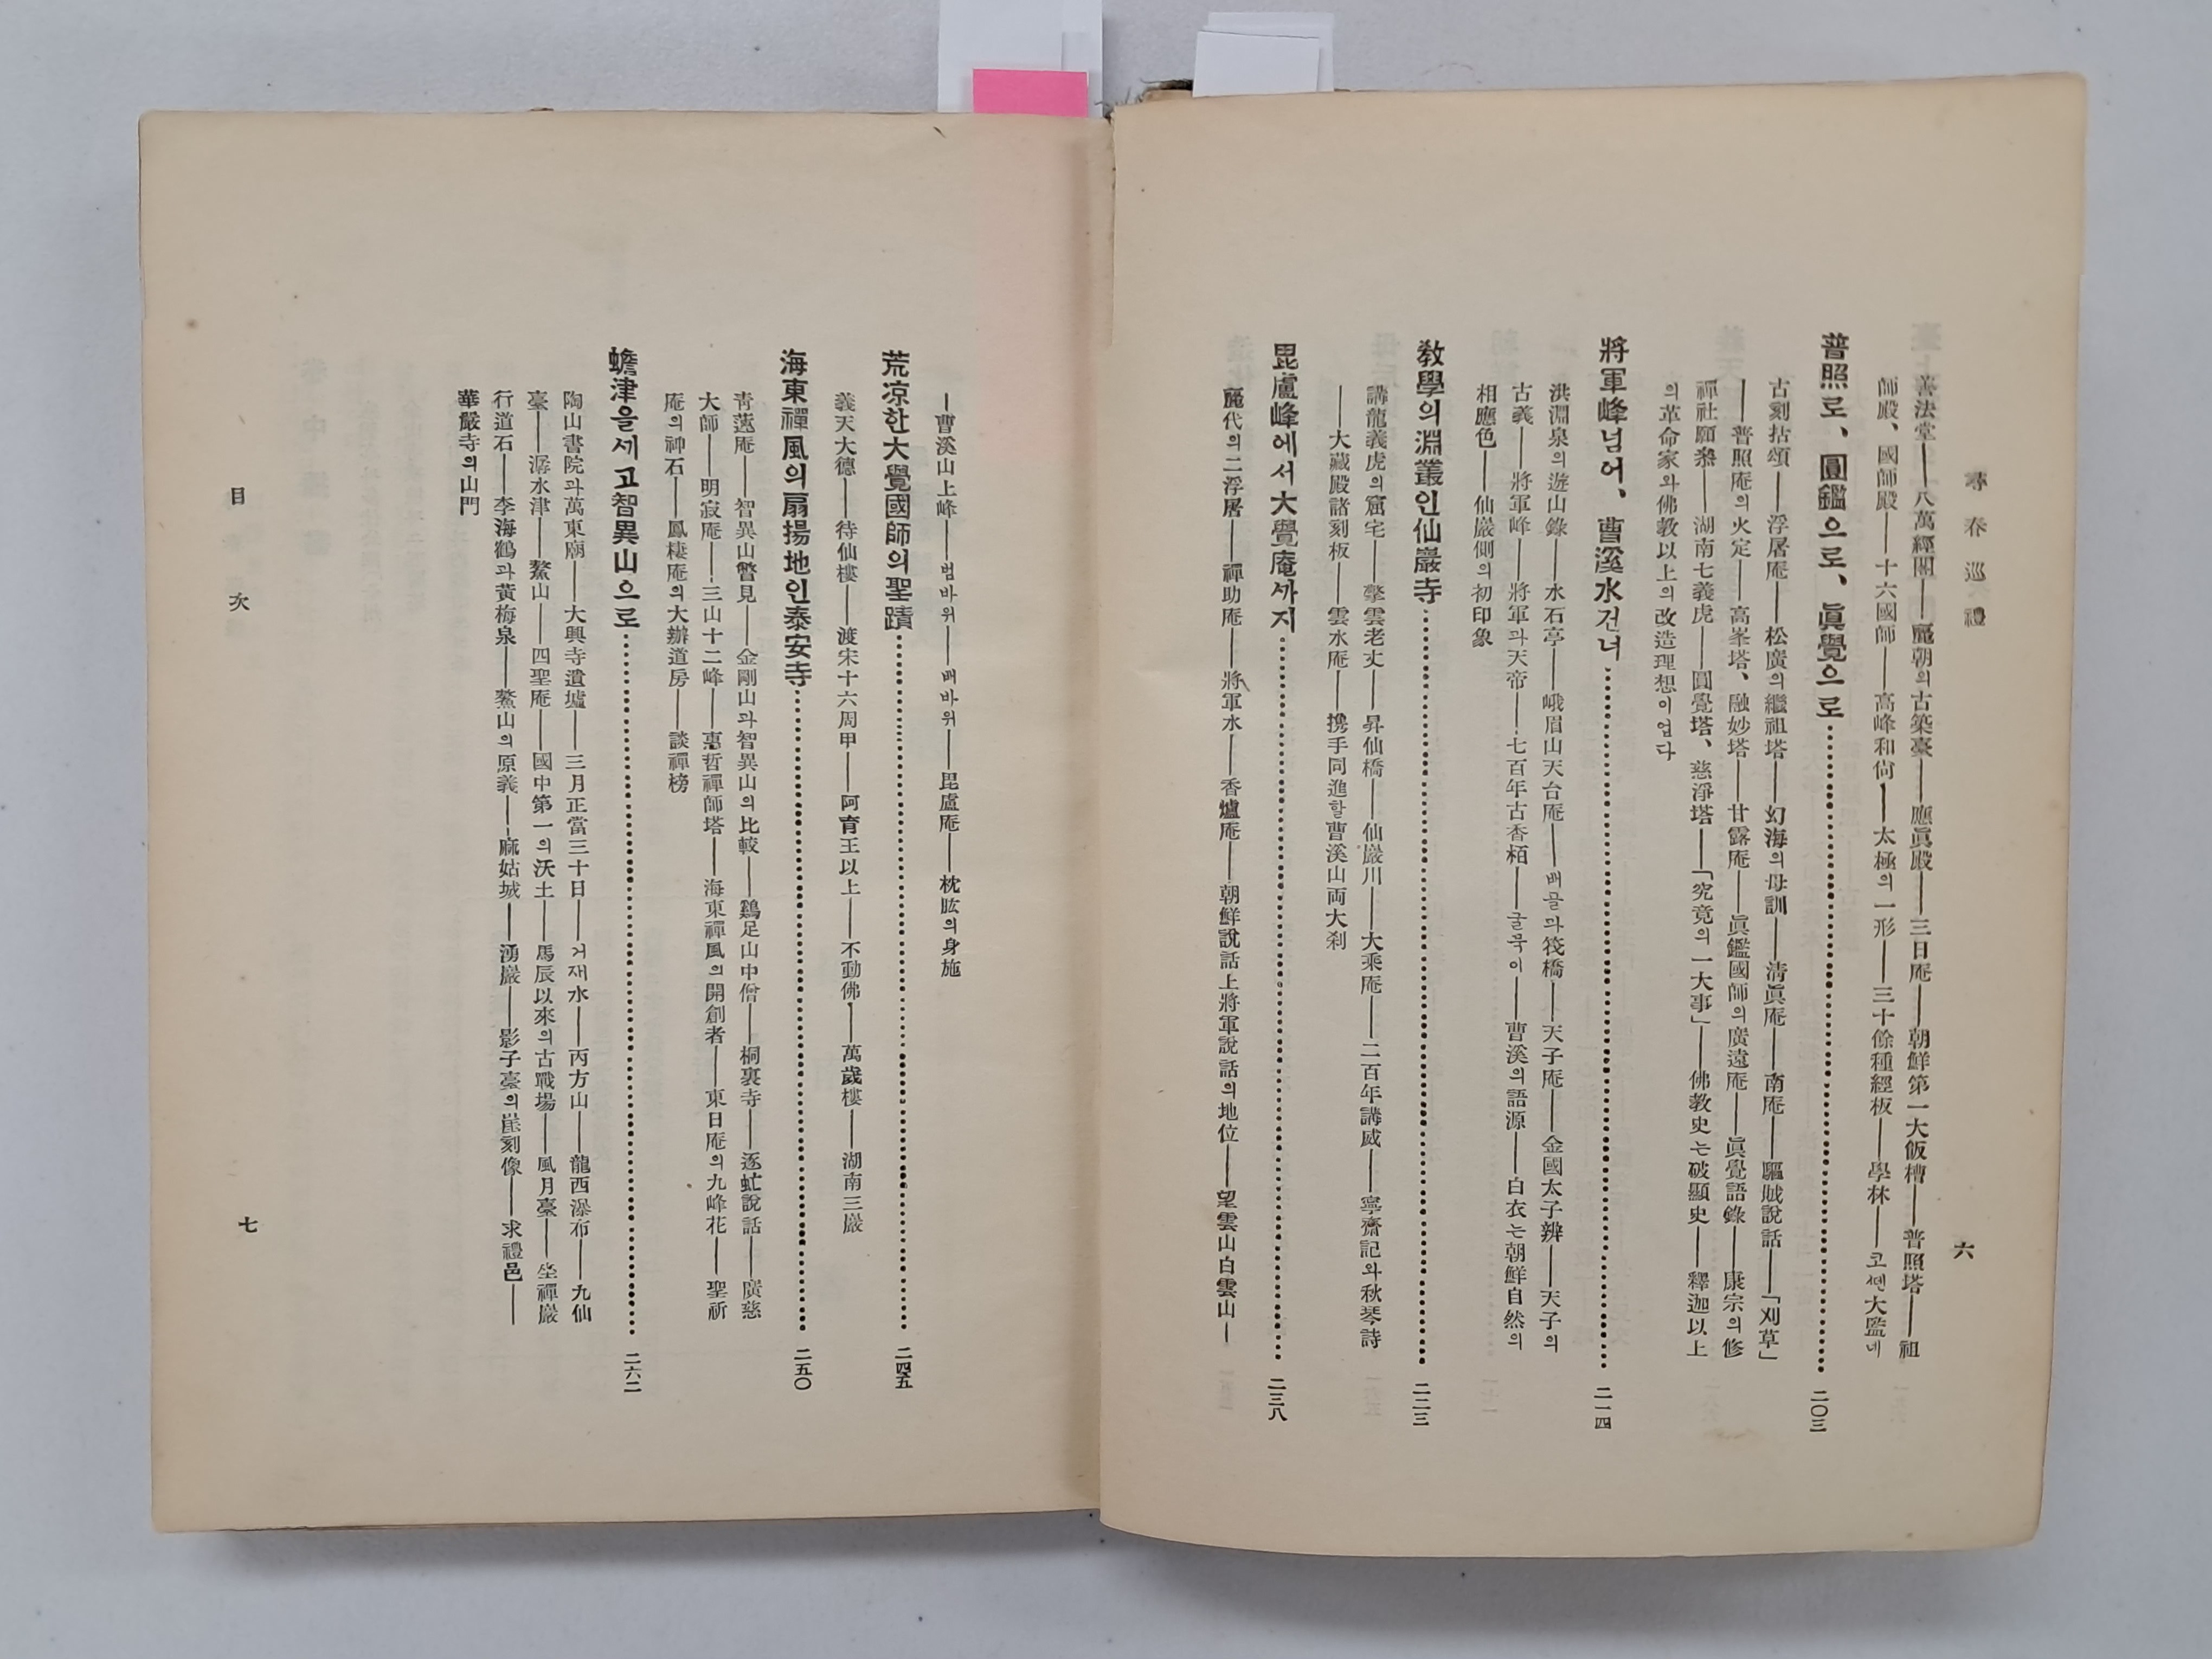 尋春巡禮
六
善法堂——八萬經閣——麗朝의古築臺——應眞殿——三日庵——朝鮮第一大飯槽——普照塔——祖
師殿、國師殿——十六國師——高峰和尙——太極의一形——三十餘種經板——學林——코센大監네
普照로、圓鑑으로、眞覺으로…………二〇三
古刻拈頌——浮屠庵——松廣의繼祖塔——幻海의母訓——淸眞庵——南庵——驅賊說話——「刈草」
——普照庵의火定——高峯塔、融妙塔——甘露庵——眞鑑國師의廣遠庵——眞覺語錄——康宗의修
禪社願槼——湖南七義虎——圓覺塔、慈淨塔——「究竟의一大事」——佛敎史는破顯史——釋迦以上
의革命家와佛敎以上의改造理想이업다
將軍峰넘어、曹溪水건너…………二一四
洪淵泉의遊山錄——水石亭——峨眉山天台庵——배골과筏橋——天子庵——金國太子辨——天子의
古義——將軍峰——將軍과天帝——七百年古香栢——굴묵이——曹溪의語源——白衣는朝鮮自然의
相應色——仙巖側의初印象
敎學의淵叢인仙巖寺…………二二三
講龍義虎의窟宅——擎雲老丈——昇仙橋——仙巖川——大乘庵——二百年講威——寧齋記와秋琴詩
——大藏殿諸刻板——雲水庵——携手同進할曹溪山両大刹
毘盧峰에서大覺庵까지…………二三八
麗代의二浮屠——禪助庵——將軍水——香爐庵——朝鮮說話上將軍說話의地位——望雲山白雲山—
—曹溪山上峰——범바위——배바위——毘盧庵——枕肱의身施
荒凉한大覺國師의聖蹟…………二四五
義天大德——待仙樓——渡宋十六周甲——阿育王以上——不動佛——萬歲樓——湖南三巖
海東禪風의扇揚地인泰安寺…………二五〇
靑蓮庵——智異山瞥見——金剛山과智異山의比較——鷄足山中僧——桐裏寺——逐虻說話——廣慈
大師——明寂庵——三山十二峰——惠哲禪師塔——海東禪風의開創者——東日庵의九峰花——聖祈
庵의神石——鳳棲庵의大辦道房——談禪榜
蟾津을세고智異山으로…………二六二
陶山書院과萬東廟——大興寺遺墟——三月正當三十日——거재水——丙方山——龍西瀑布——九仙
臺——潺水津——鰲山——四聖庵——國中第一의沃土——馬辰以來의古戰場——風月臺——坐禪巖
行道石——李海鶴과黃梅泉——鰲山의原義——麻姑城——湧巖——影子臺의崖刻像——求禮邑——
華嚴寺의山門
目次
七